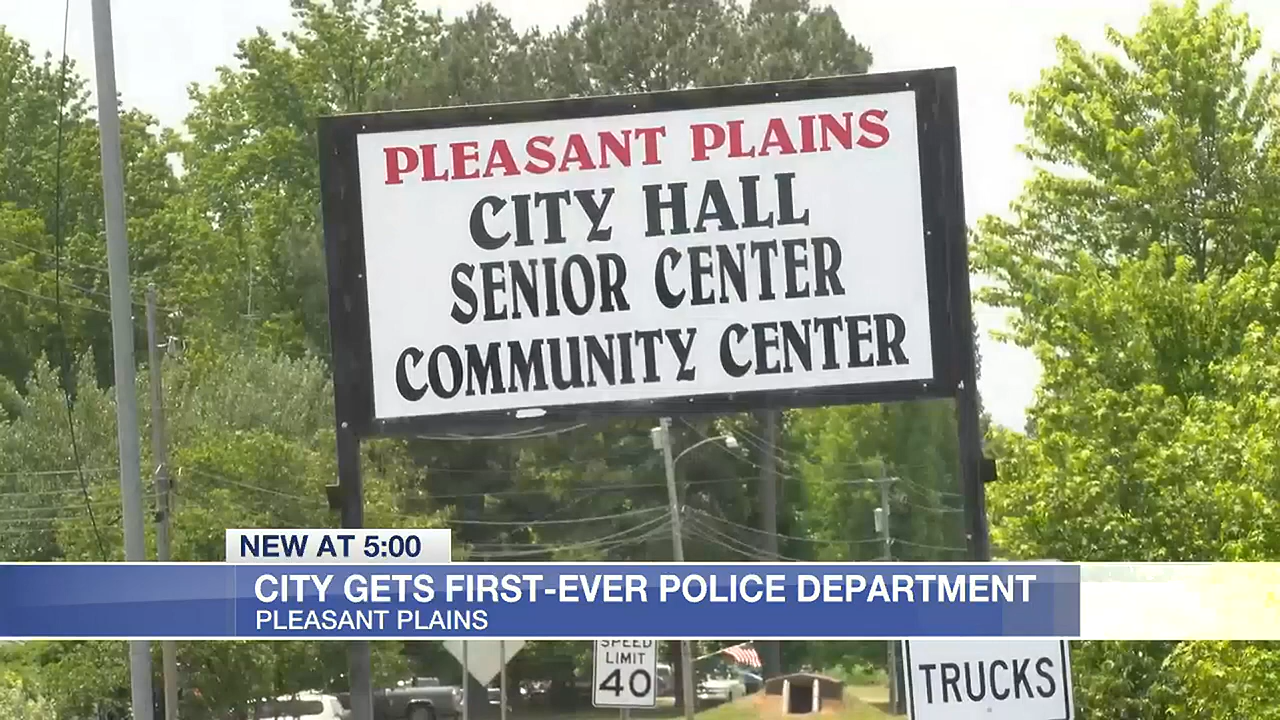 PLEASANT PLAINS
CITY HALL
SENIOR CENTER
COMMUNITY CENTER
NEW AT 5:00
CITY GETS FIRST-EVER POLICE DEPARTMENT
PLEASANT PLAINS
SPEED
LIMIT
40
TRUCKS